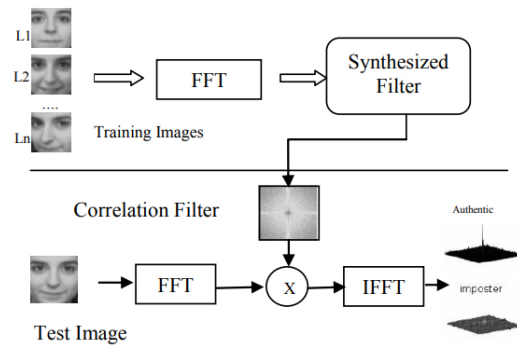 L1
L2
....
Ln
Training Images
FFT
Synthesized
Filter
Correlation Filter
Authentic
FFT
X
IFFT
imposter
Test Image